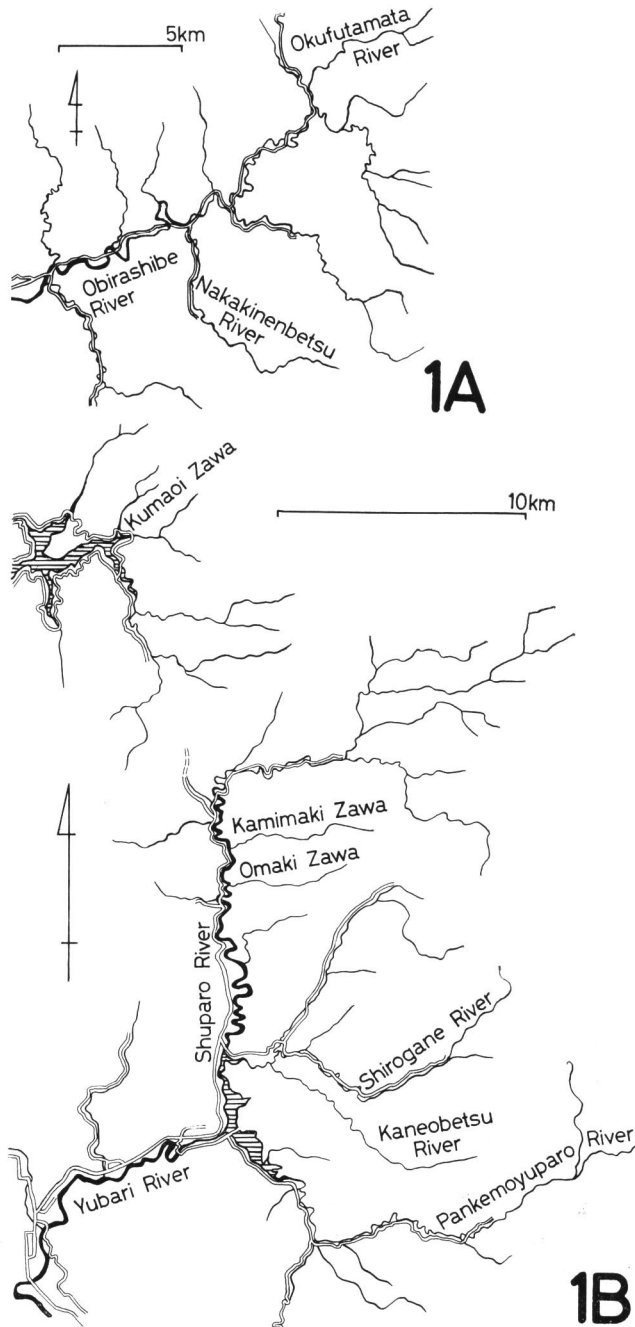 5km
Okufutamata
River
Obirashibe
River
Nakakinenbetsu
River
1A
Kumaoi Zawa
10km
Kamimaki Zawa
Omaki Zawa
Shuparo River
Shirogane River
Kaneobetsu
River
Pankemoyuparo River
Yubari River
1B